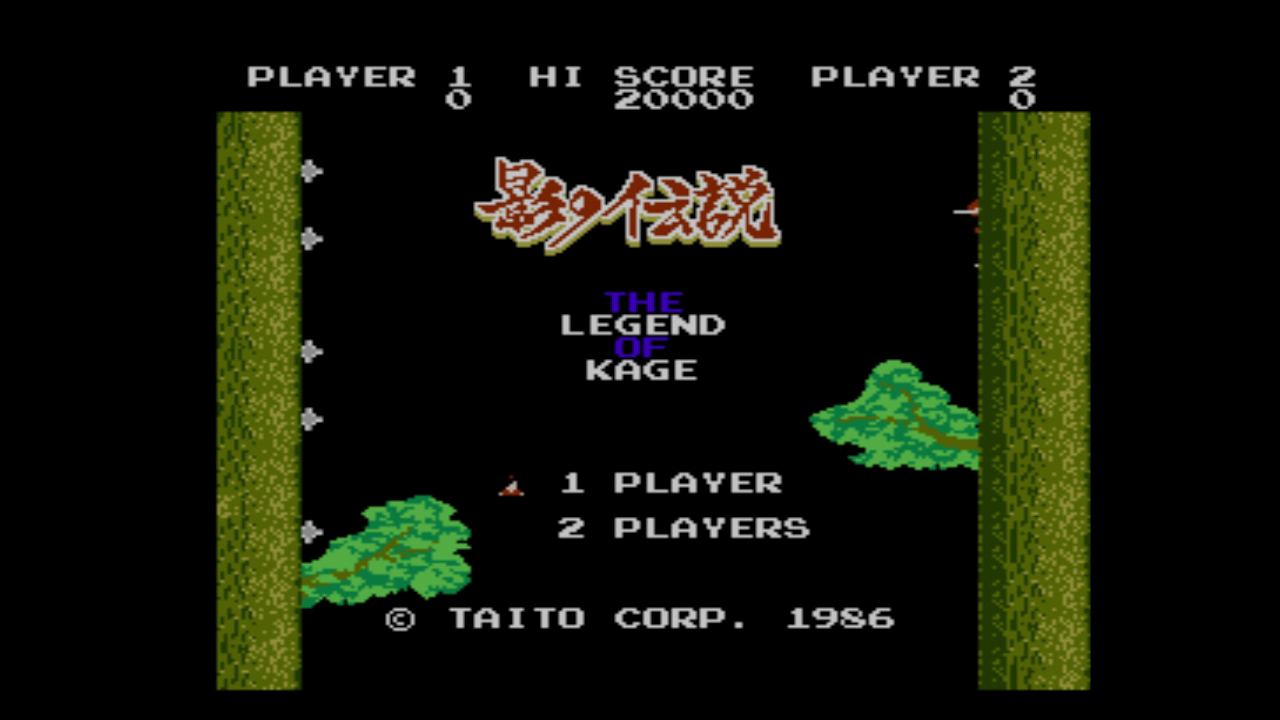 PLAYER 1 HI SCORE PLAYER 2
0 20000 0
影の伝説
THE
LEGEND
OF
KAGE
1 PLAYER
2 PLAYERS
© TAITO CORP. 1986